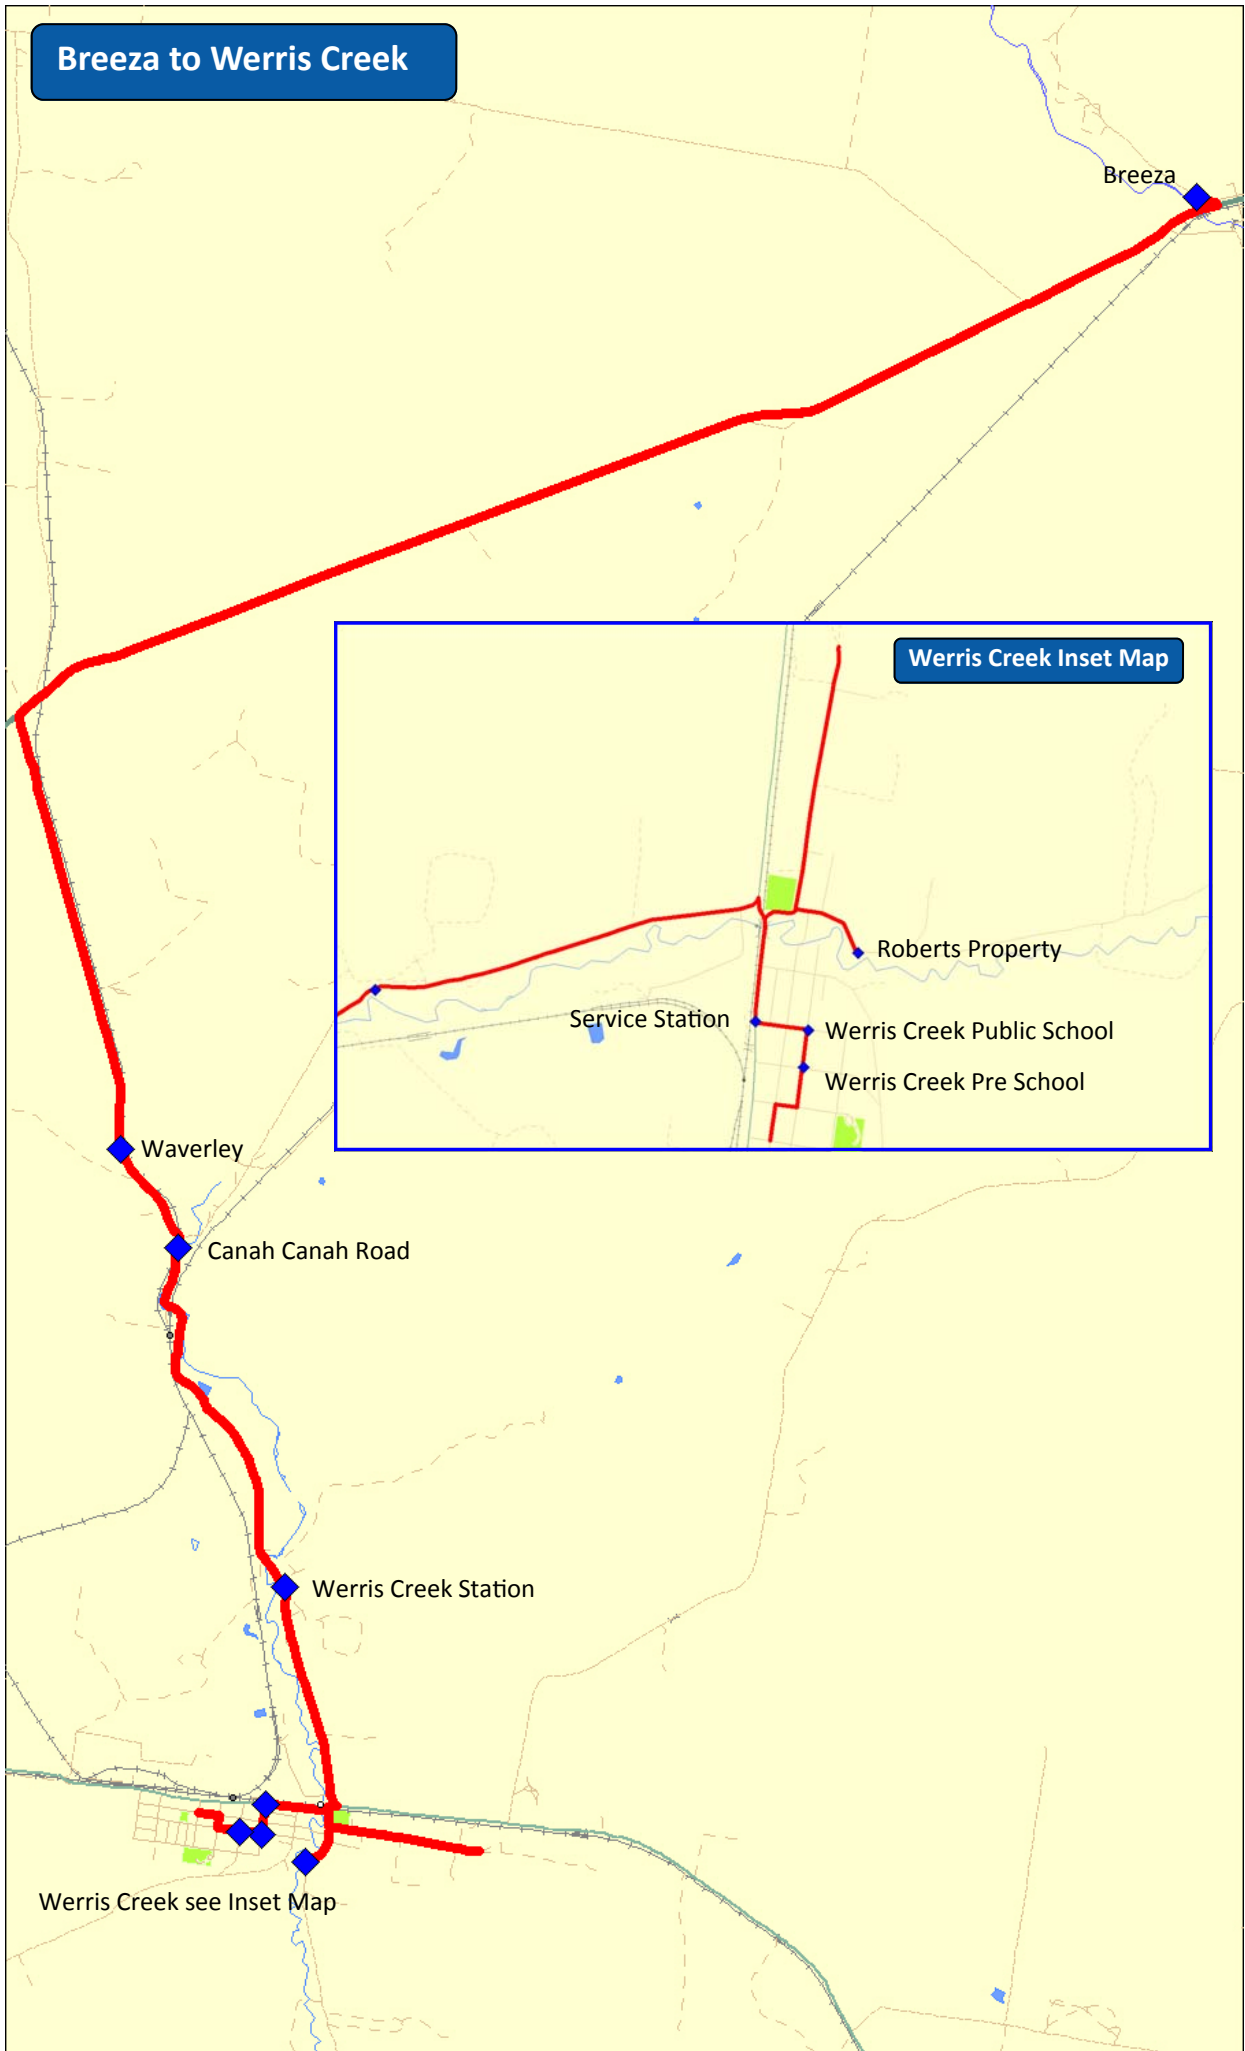 Breeza to Werris Creek
Breeza
Werris Creek Inset Map
Roberts Property
Service Station
Werris Creek Public School
Werris Creek Pre School
Waverley
Canah Canah Road
Werris Creek Station
Werris Creek see Inset Map